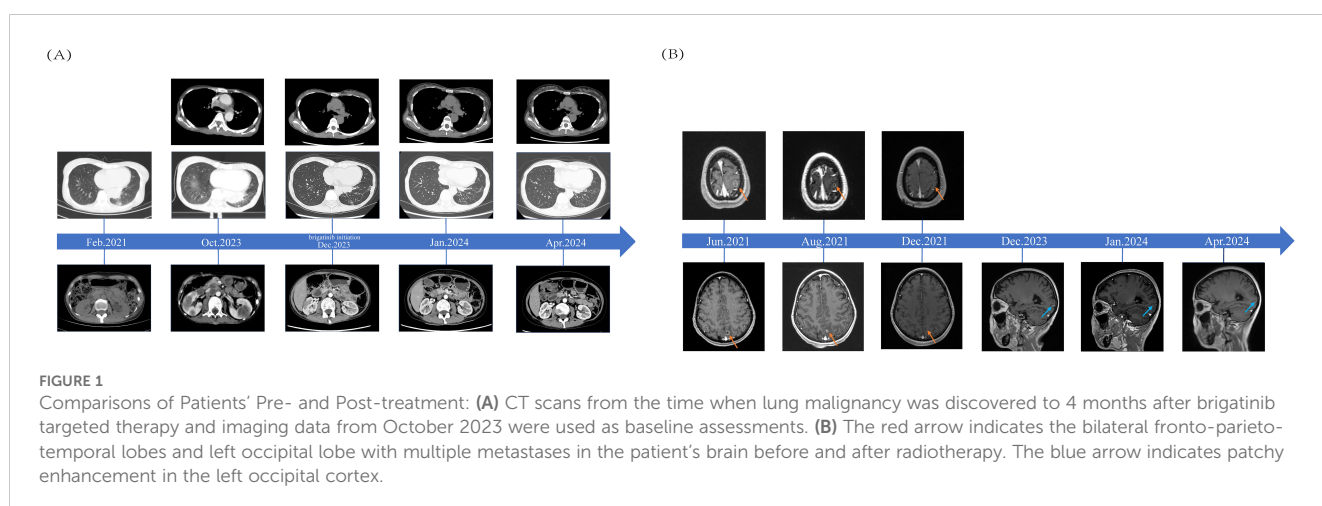 (A)
(B)
Feb.2021
Oct.2023
brigatinib initiation
Dec.2023
Jan.2024
Apr.2024
Jun.2021
Aug.2021
Dec.2021
Dec.2023
Jan.2024
Apr.2024
FIGURE 1
Comparisons of Patients’ Pre- and Post-treatment: (A) CT scans from the time when lung malignancy was discovered to 4 months after brigatinib
targeted therapy and imaging data from October 2023 were used as baseline assessments. (B) The red arrow indicates the bilateral fronto-parieto-
temporal lobes and left occipital lobe with multiple metastases in the patient’s brain before and after radiotherapy. The blue arrow indicates patchy
enhancement in the left occipital cortex.